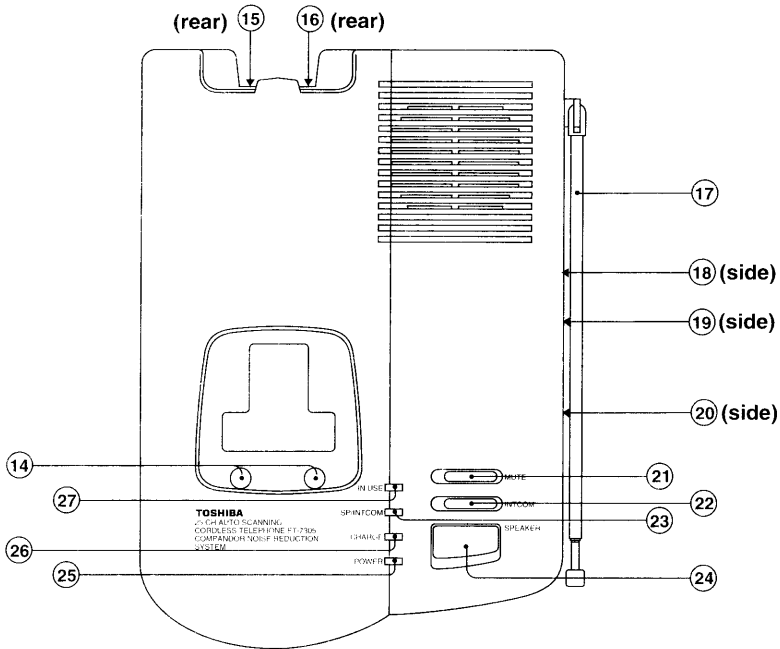 (rear) 15 16 (rear)
17
18 (side)
19 (side)
20 (side)
14
21
MUTE
IN USE
22
INTCOM
27
TOSHIBA
25 CH AUTO SCANNING
CORDLESS TELEPHONE FT-7305
COMPANDOR NOISE REDUCTION
SYSTEM
SP/INTCOM
23
SPEAKER
26
CHARGE
25
POWER
24